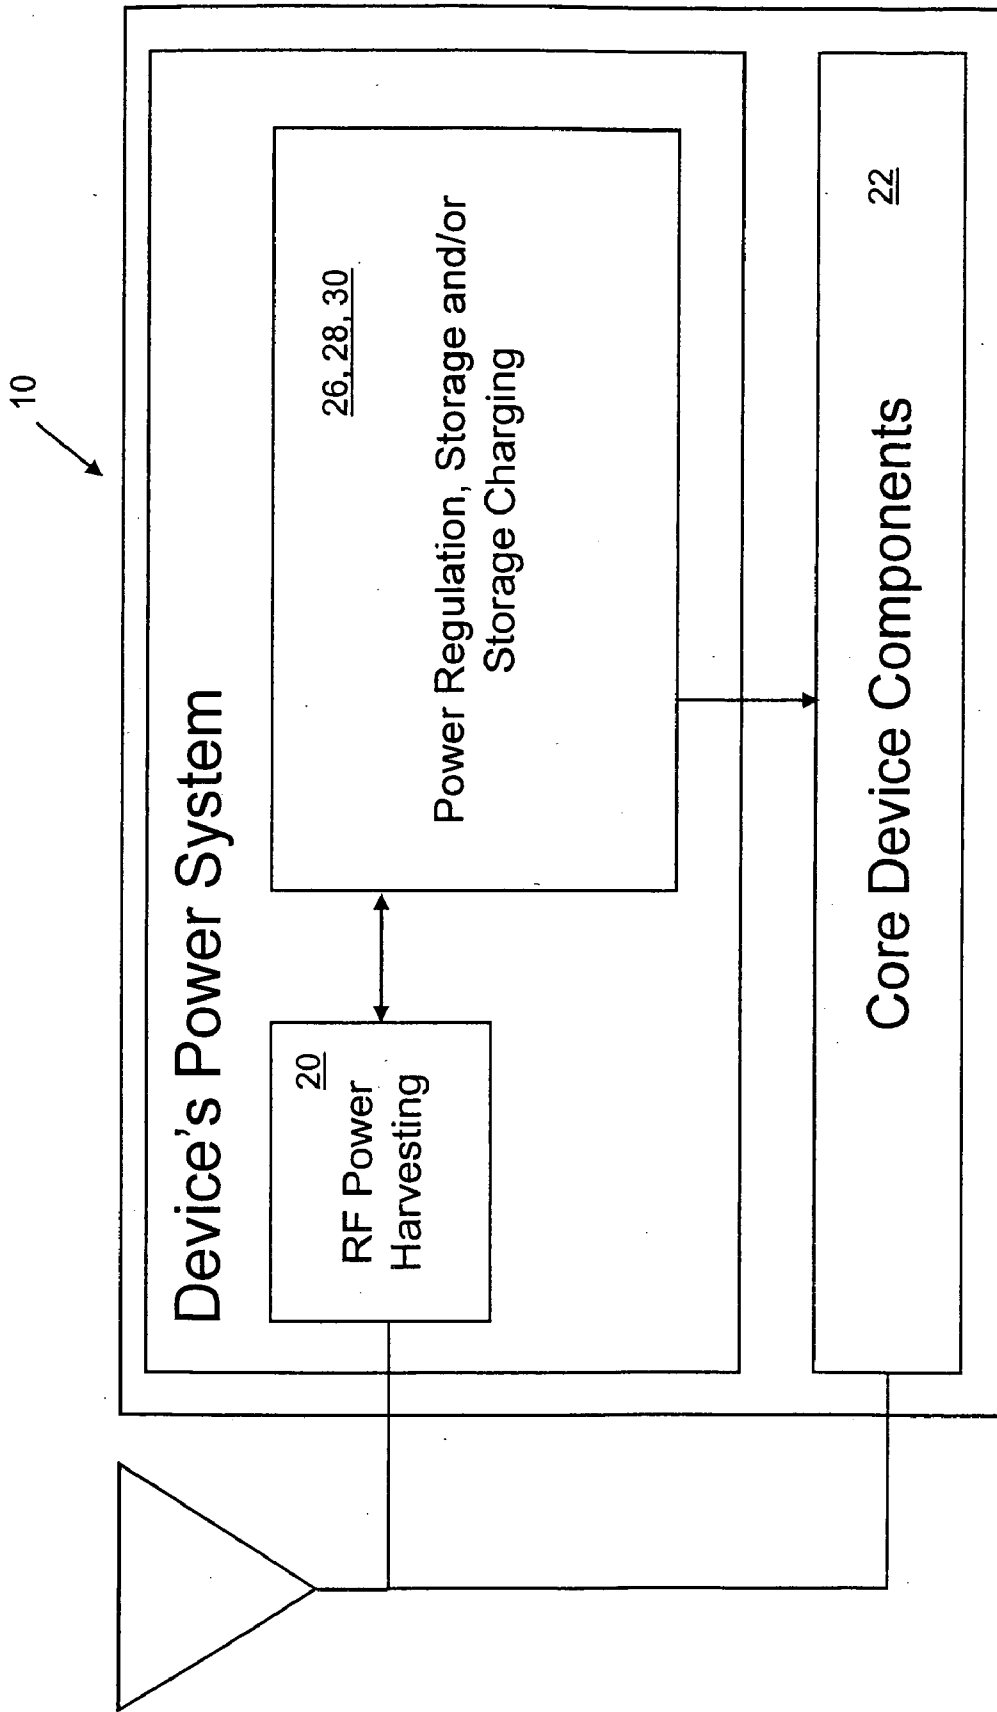 10
Device's Power System
20
RF Power
Harvesting
26, 28, 30
Power Regulation, Storage and/or
Storage Charging
Core Device Components
22